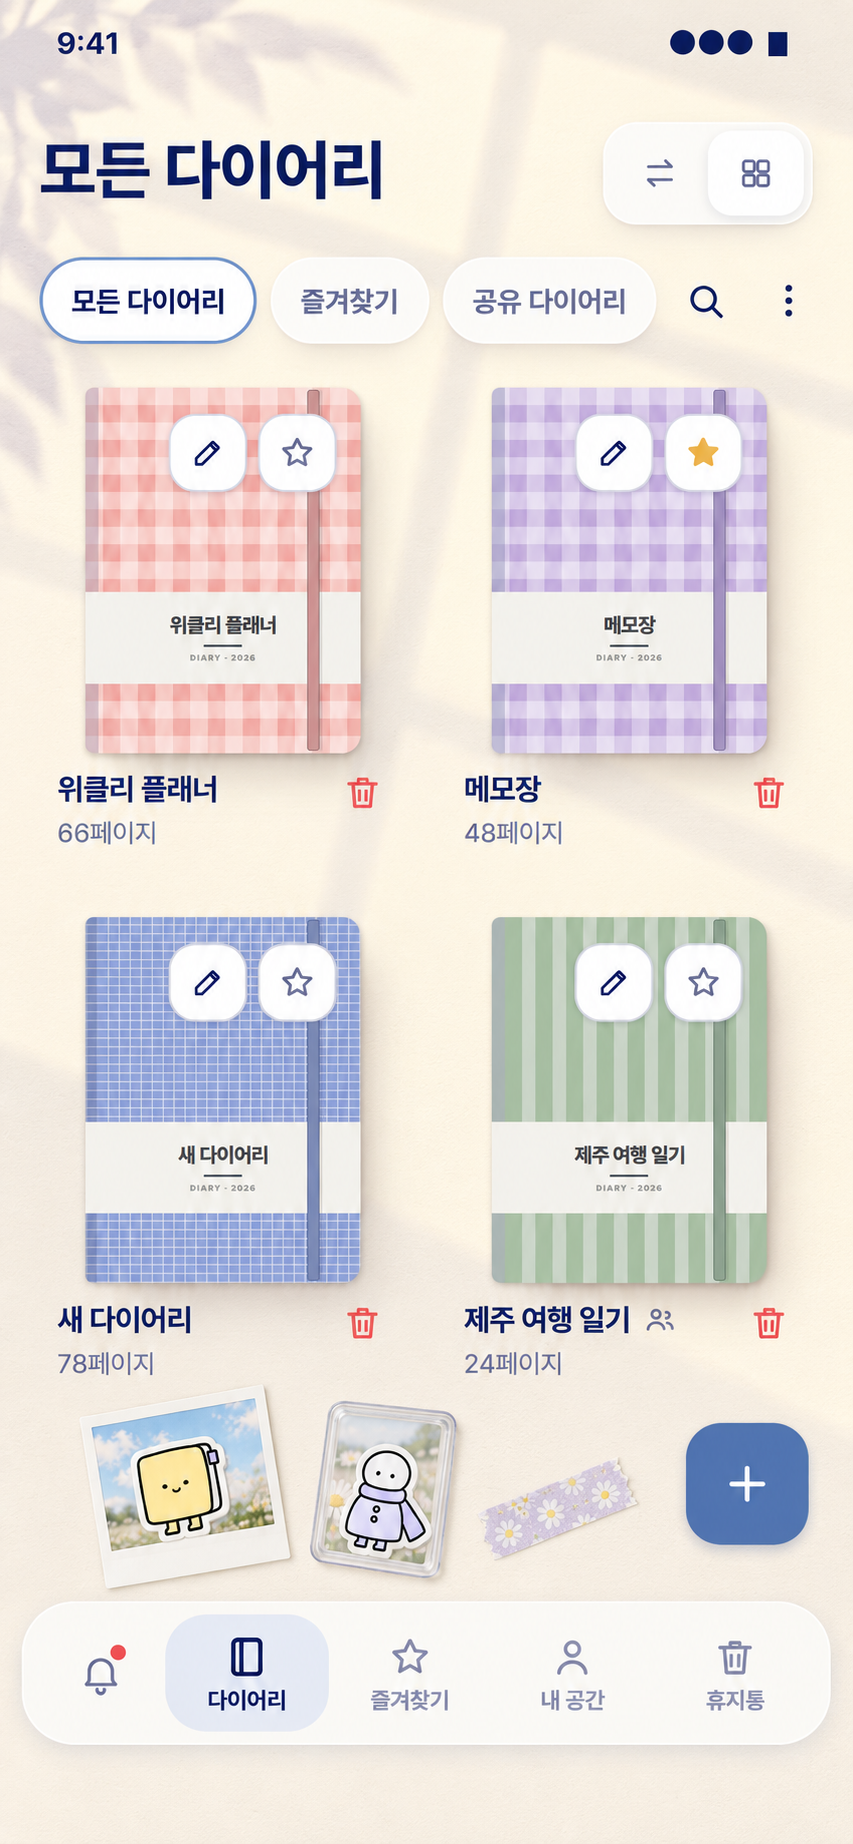 9:41
모든 다이어리
모든 다이어리 즐겨찾기 공유 다이어리
위클리 플래너
DIARY - 2026
메모장
DIARY - 2026
위클리 플래너
66페이지
메모장
48페이지
새 다이어리
DIARY - 2026
제주 여행 일기
DIARY - 2026
새 다이어리
78페이지
제주 여행 일기
24페이지
다이어리 즐겨찾기 내 공간 휴지통